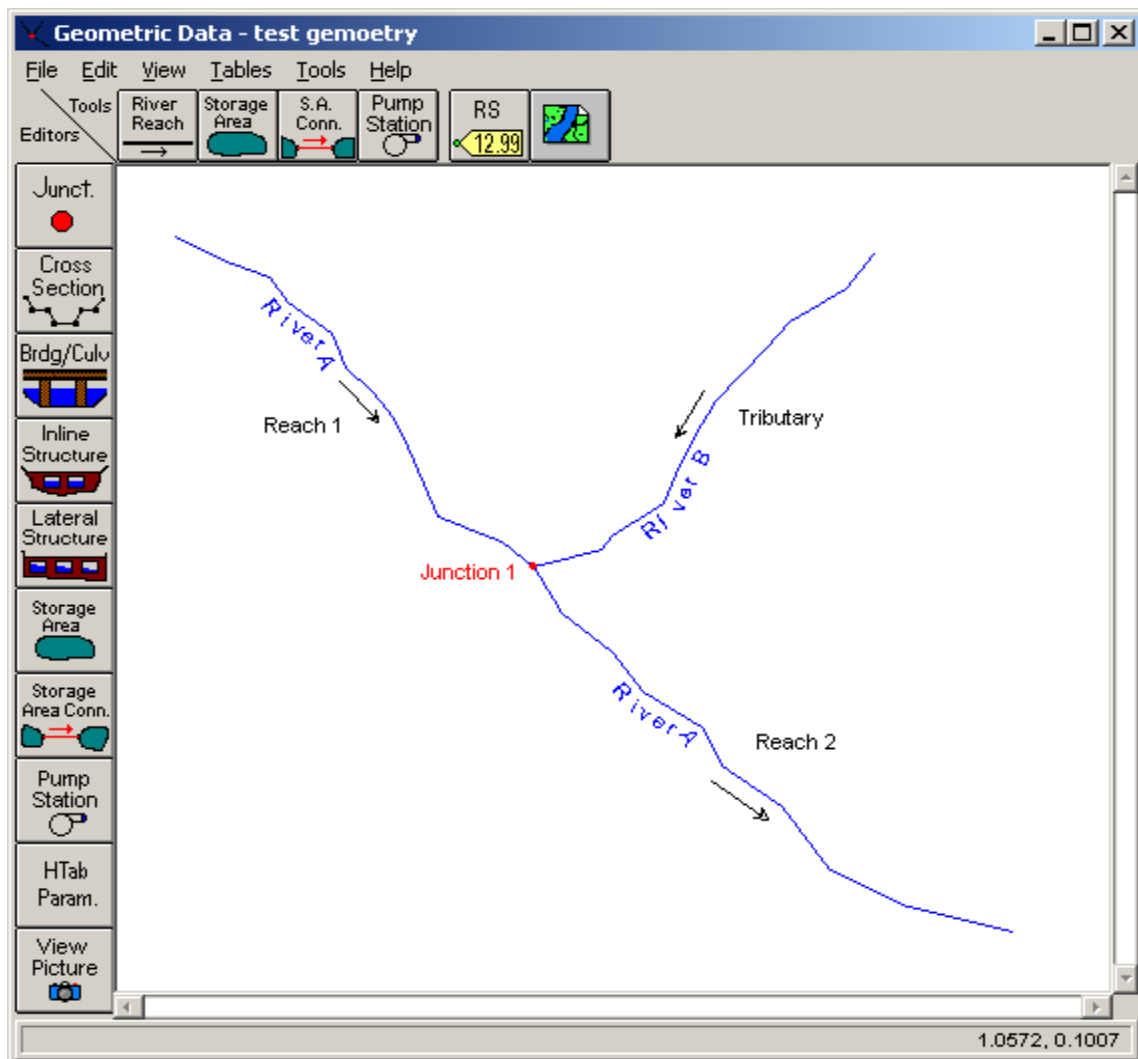 Geometric Data - test gemoetry
File Edit View Tables Tools Help
Tools
Editors
River
Reach
Storage
Area
S.A.
Conn.
Pump
Station
RS
12.99
Junct.
Cross
Section
Brdg/Culv
Inline
Structure
Lateral
Structure
Storage
Area
Storage
Area Conn.
Pump
Station
HTab
Param.
View
Picture
River A
Reach 1
Tributary
River B
Junction 1
River A
Reach 2
1.0572, 0.1007